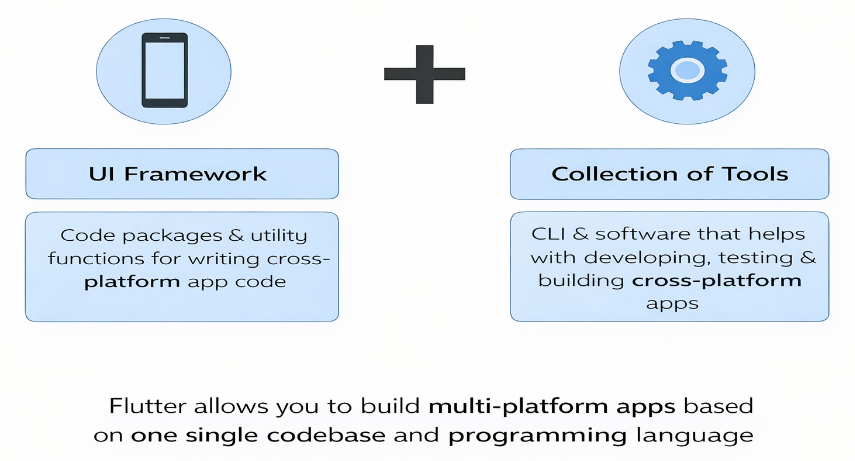 UI Framework
Code packages & utility
functions for writing cross-
platform app code
Collection of Tools
CLI & software that helps
with developing, testing &
building cross-platform
apps
Flutter allows you to build multi-platform apps based
on one single codebase and programming language